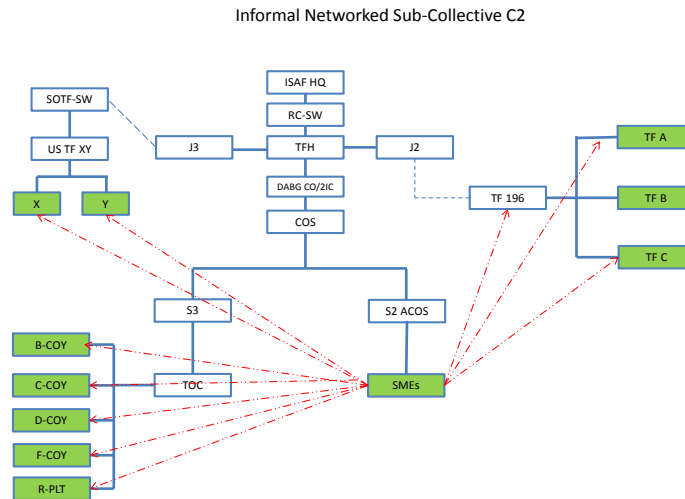 Informal Networked Sub-Collective C2
ISAF HQ
SOTF-SW
RC-SW
TF A
US TF XY
J3
TFH
J2
DABG CO/2IC
TF 196
TF B
X
Y
COS
TF C
S3
S2 ACOS
B-COY
C-COY
TOC
SMEs
D-COY
F-COY
R-PLT